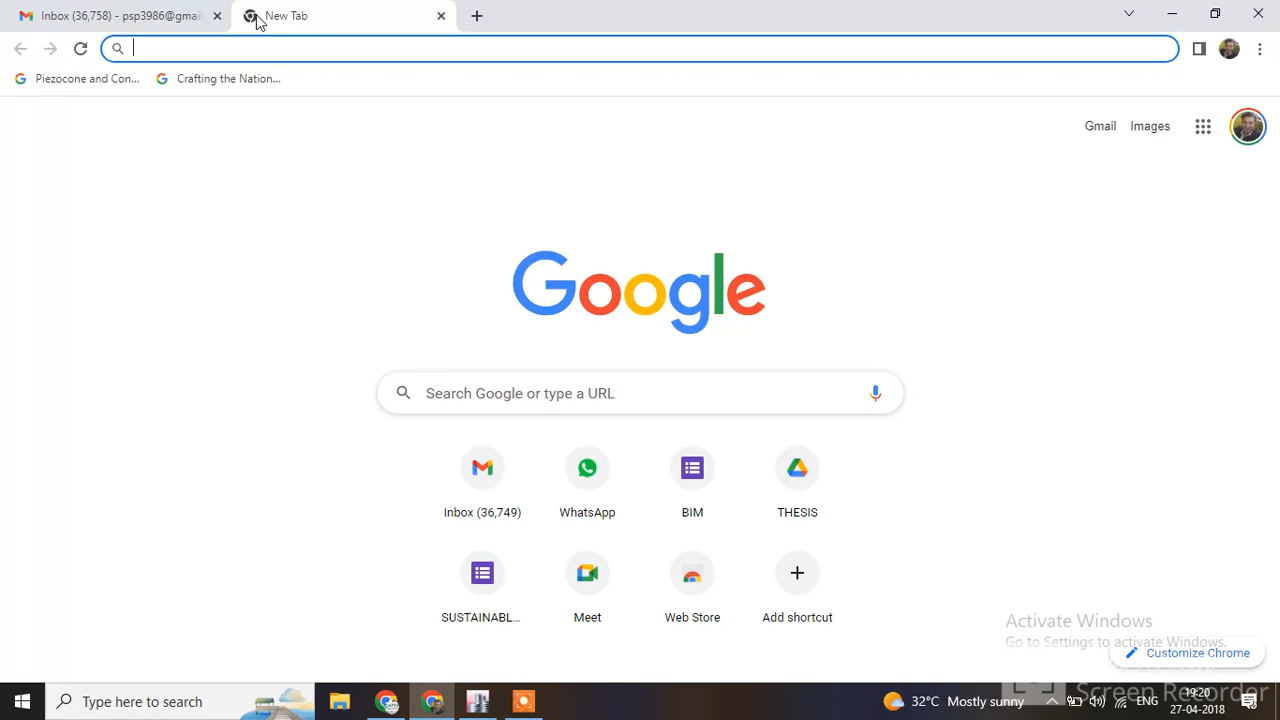 Inbox (36,758) - psp3986@gmai
New Tab
Piezocone and Con...
Crafting the Nation...
Gmail
Images
Google
Search Google or type a URL
Inbox (36,749)
WhatsApp
BIM
THESIS
SUSTAINABL...
Meet
Web Store
Add shortcut
Activate Windows
Go to Settings to activate Windows.
Customize Chrome
Type here to search
32°C Mostly sunny
ENG
19:20
27-04-2018
Screen Recorder